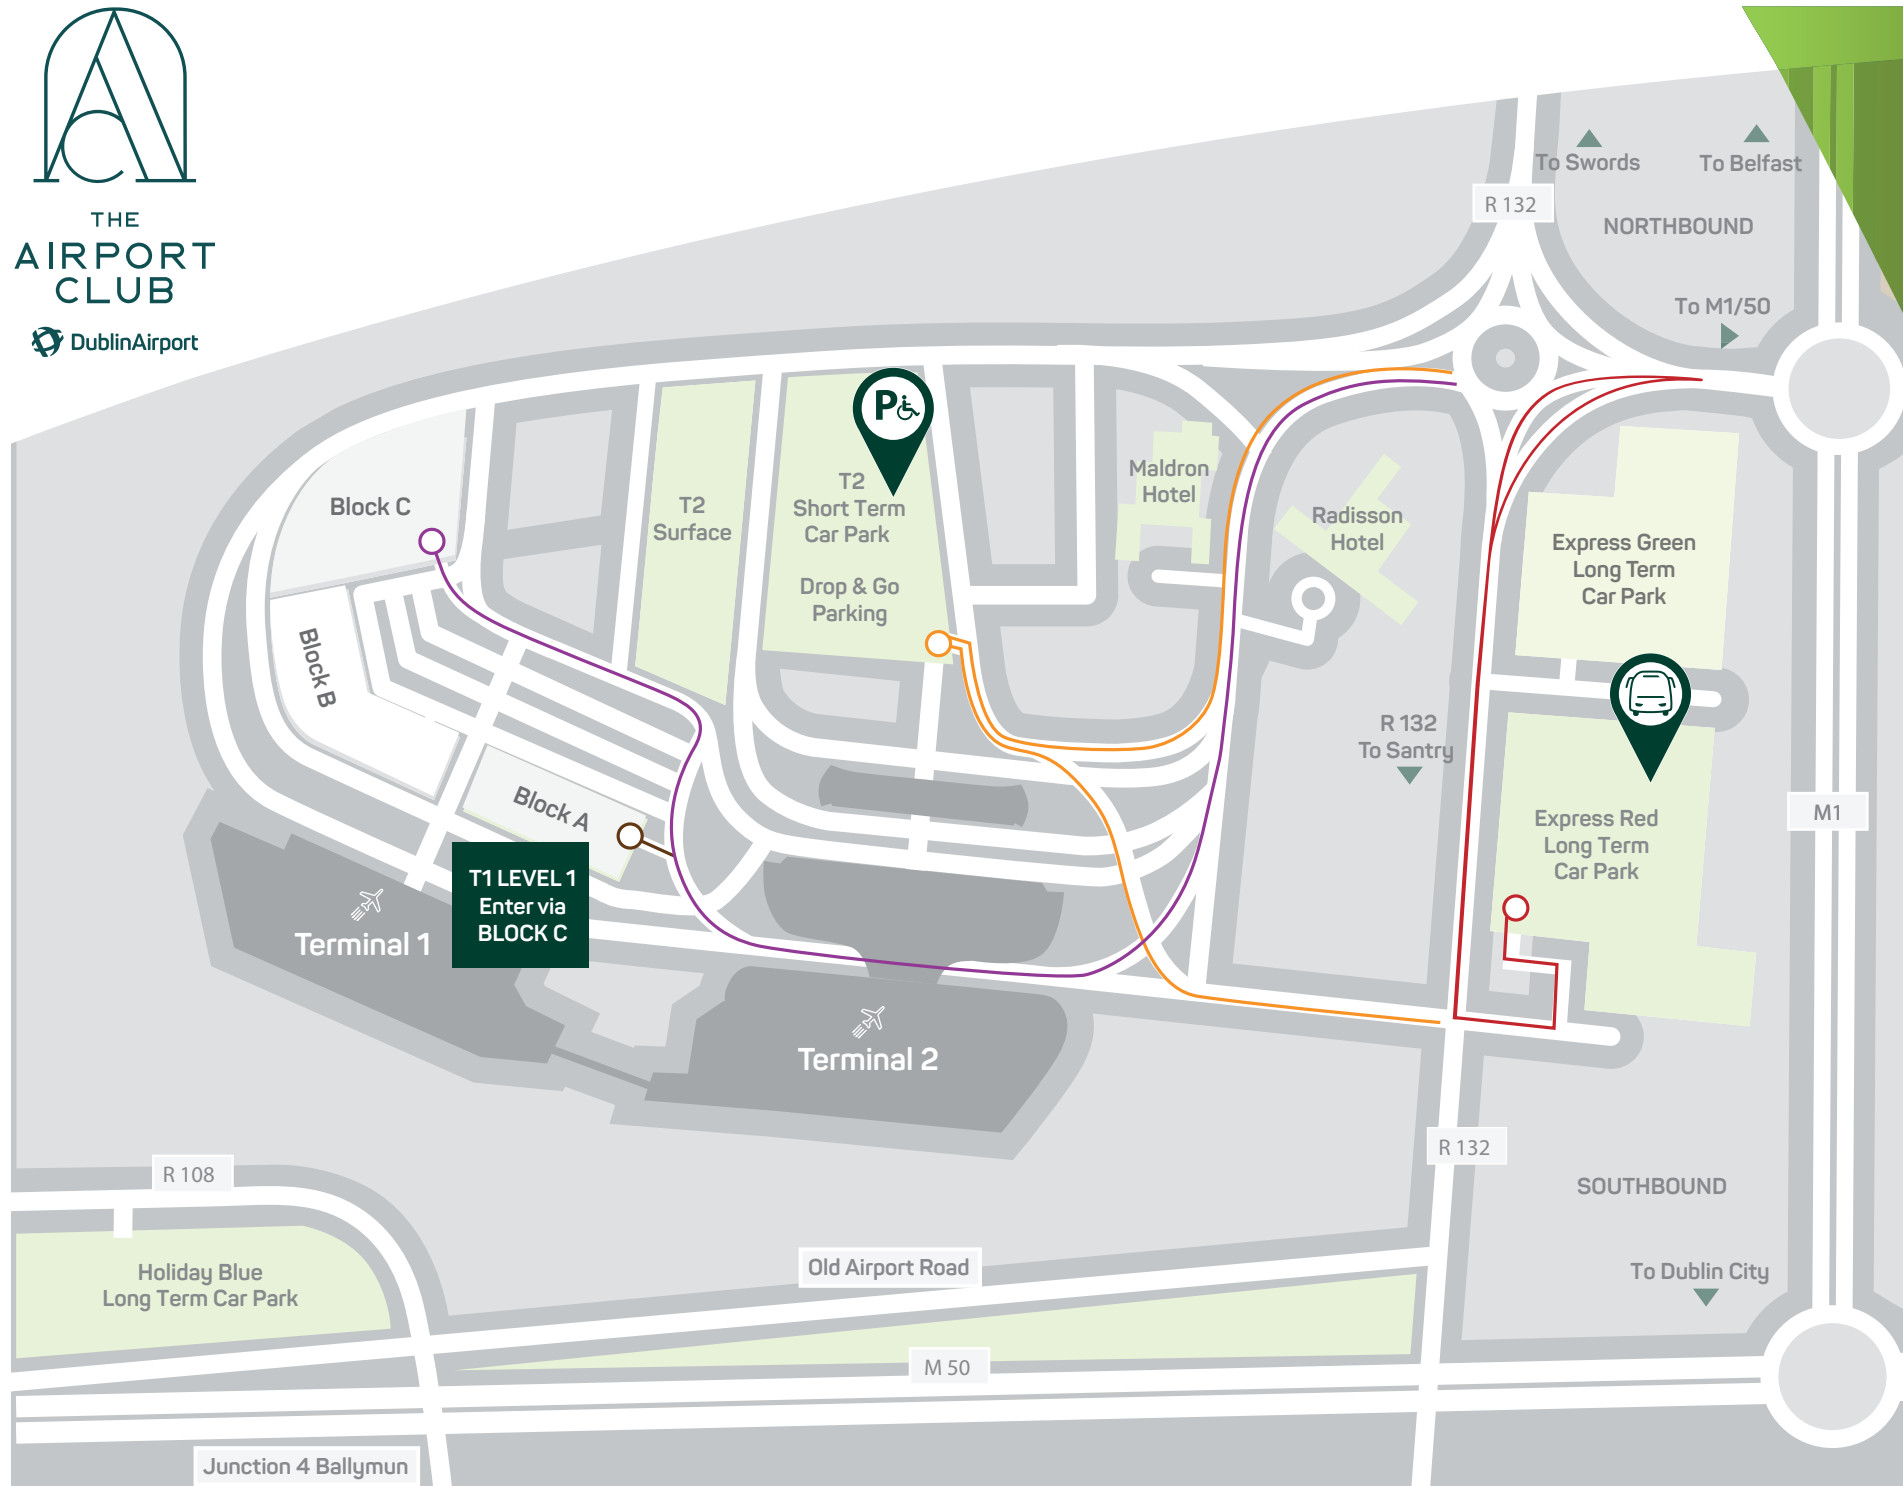 THE
AIRPORT
CLUB
DublinAirport
To Swords
To Belfast
R 132
NORTHBOUND
To M1/50
P
Block C
T2
Surface
T2
Short Term
Car Park
Drop & Go
Parking
Maldron
Hotel
Radisson
Hotel
Express Green
Long Term
Car Park
Block B
R 132
To Santry
Block A
Express Red
Long Term
Car Park
M1
T1 LEVEL 1
Enter via
BLOCK C
Terminal 1
Terminal 2
R 132
R 108
SOUTHBOUND
Old Airport Road
Holiday Blue
Long Term Car Park
To Dublin City
M 50
Junction 4 Ballymun